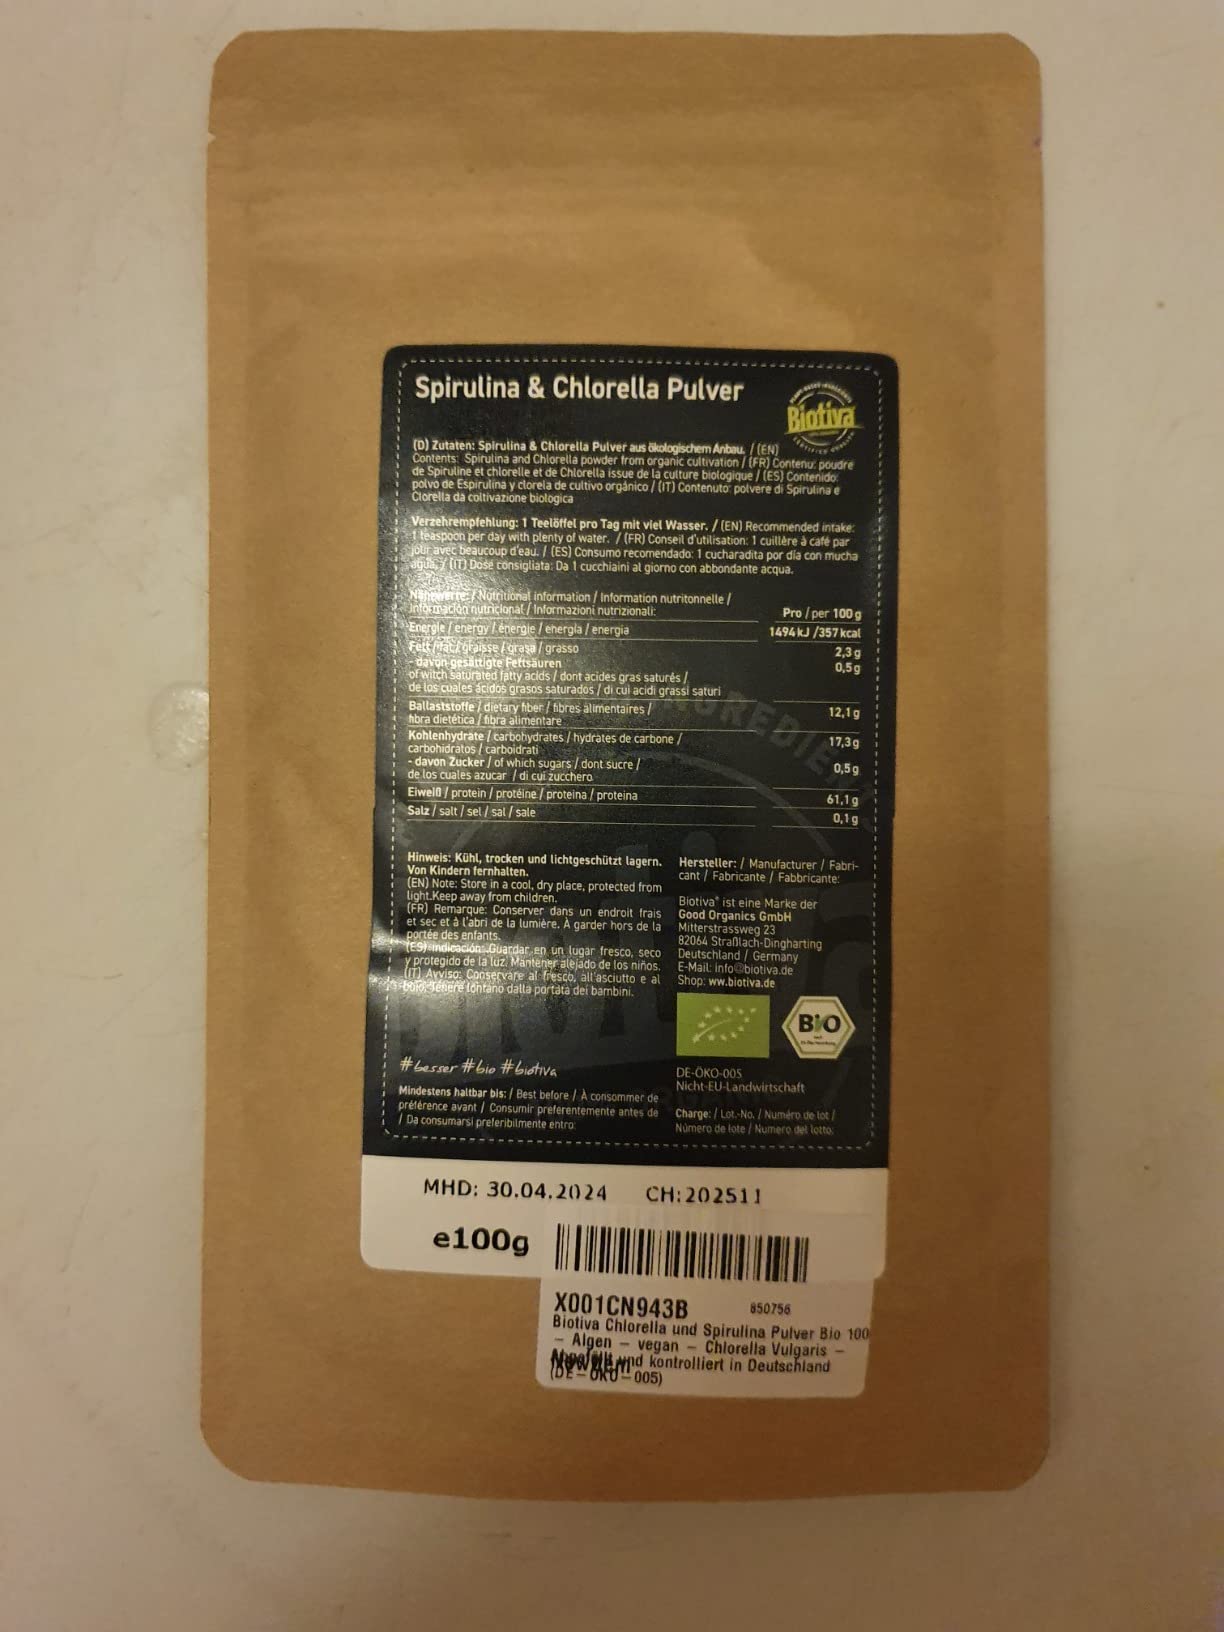 Spirulina & Chlorella Pulver
Biotiva
(D) Zutaten: Spirulina & Chlorella Pulver aus ökologischem Anbau. / (EN)
Contents: Spirulina and Chlorella powder from organic cultivation / (FR) Contenu: poudre
de Spiruline et chlorelle et de Chlorella issue de la culture biologique / (ES) Contenido:
polvo de Espirulina y clorela de cultivo orgánico / (IT) Contenuto: polvere di Spirulina e
Clorella da coltivazione biologica
Verzehrempfehlung: 1 Teelöffel pro Tag mit viel Wasser. / (EN) Recommended intake:
1 teaspoon per day with plenty of water. / (FR) Conseil d'utilisation: 1 cuillère à café par
jour avec beaucoup d'eau. / (ES) Consumo recomendado: 1 cucharadita por día con mucha
agua. / (IT) Dose consigliata: Da 1 cucchiaini al giorno con abbondante acqua.
Nährwerte: / Nutritional information / Information nutritonnelle /
Información nutricional / Informazioni nutrizionali:
Pro / per 100 g
Energie / energy / énergie / energía / energia 1494 kJ /357 kcal
Fett / fat / graisse / grasa / grasso 2,3 g
- davon gesättigte Fettsäuren 0,5 g
of witch saturated fatty acids / dont acides gras saturés /
de los cuales ácidos grasos saturados / di cui acidi grassi saturi
Ballaststoffe / dietary fiber / fibres alimentaires / 12,1 g
fibra dietética / fibra alimentare
Kohlenhydrate / carbohydrates / hydrates de carbone / 17,3 g
carbohidratos / carboidrati
- davon Zucker / of which sugars / dont sucre / 0,5 g
de los cuales azucar / di cui zucchero
Eiweiß / protein / protéine / proteina / proteina 61,1 g
Salz / salt / sel / sal / sale 0,1 g
Hinweis: Kühl, trocken und lichtgeschützt lagern.
Von Kindern fernhalten.
(EN) Note: Store in a cool, dry place, protected from
light.Keep away from children.
(FR) Remarque: Conserver dans un endroit frais
et sec et à l'abri de la lumière. À garder hors de la
portée des enfants.
(ES) indicación: Guardar en un lugar fresco, seco
y protegido de la luz. Mantener alejado de los niños.
(IT) Avviso: Conservare al fresco, all'asciutto e al
buio. Tenere lontano dalla portata dei bambini.
Hersteller: / Manufacturer / Fabri-
cant / Fabricante / Fabbricante:
Biotiva® ist eine Marke der
Good Organics GmbH
Mitterstrassweg 23
82064 Straßlach-Dingharting
Deutschland / Germany
E-Mail: info@biotiva.de
Shop: ww.biotiva.de
BIO
DE-ÖKO-005
Nicht-EU-Landwirtschaft
#besser #bio #biotiva
Mindestens haltbar bis: / Best before / À consommer de
préférence avant / Consumir preferentemente antes de
/ Da consumarsi preferibilmente entro:
Charge: / Lot.-No. / Numéro de lot /
Número de lote / Numero del lotto:
MHD: 30.04.2024 CH:202511
e100g
X001CN943B 850756
Biotiva Chlorella und Spirulina Pulver Bio 100
– Algen – vegan – Chlorella Vulgaris –
und kontrolliert in Deutschland
(DE–ÖKO–005)